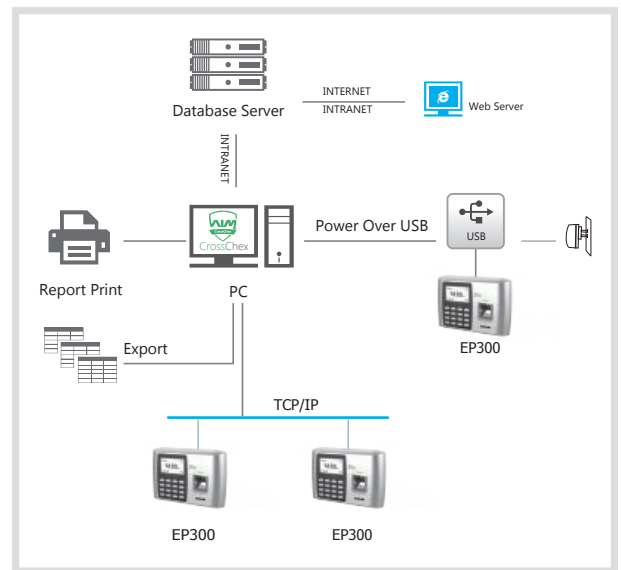 INTERNET
Database Server
INTRANET
Web Server
INTRANET
CrossChex
Power Over USB
USB
Report Print
PC
EP300
Export
TCP/IP
EP300
EP300